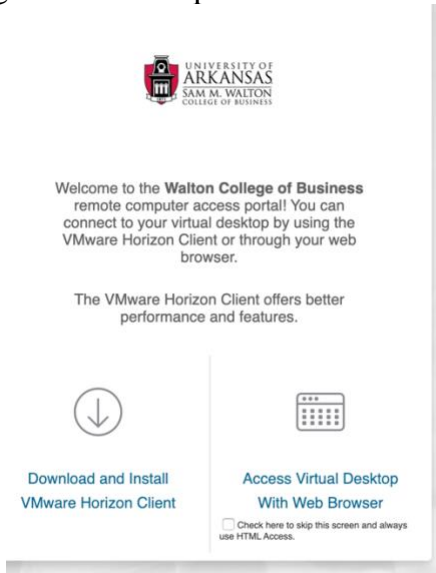 UNIVERSITY OF
ARKANSAS
SAM M. WALTON
COLLEGE OF BUSINESS
Welcome to the Walton College of Business
remote computer access portal! You can
connect to your virtual desktop by using the
VMware Horizon Client or through your web
browser.
The VMware Horizon Client offers better
performance and features.
Download and Install
VMware Horizon Client
Access Virtual Desktop
With Web Browser
Check here to skip this screen and always
use HTML Access.